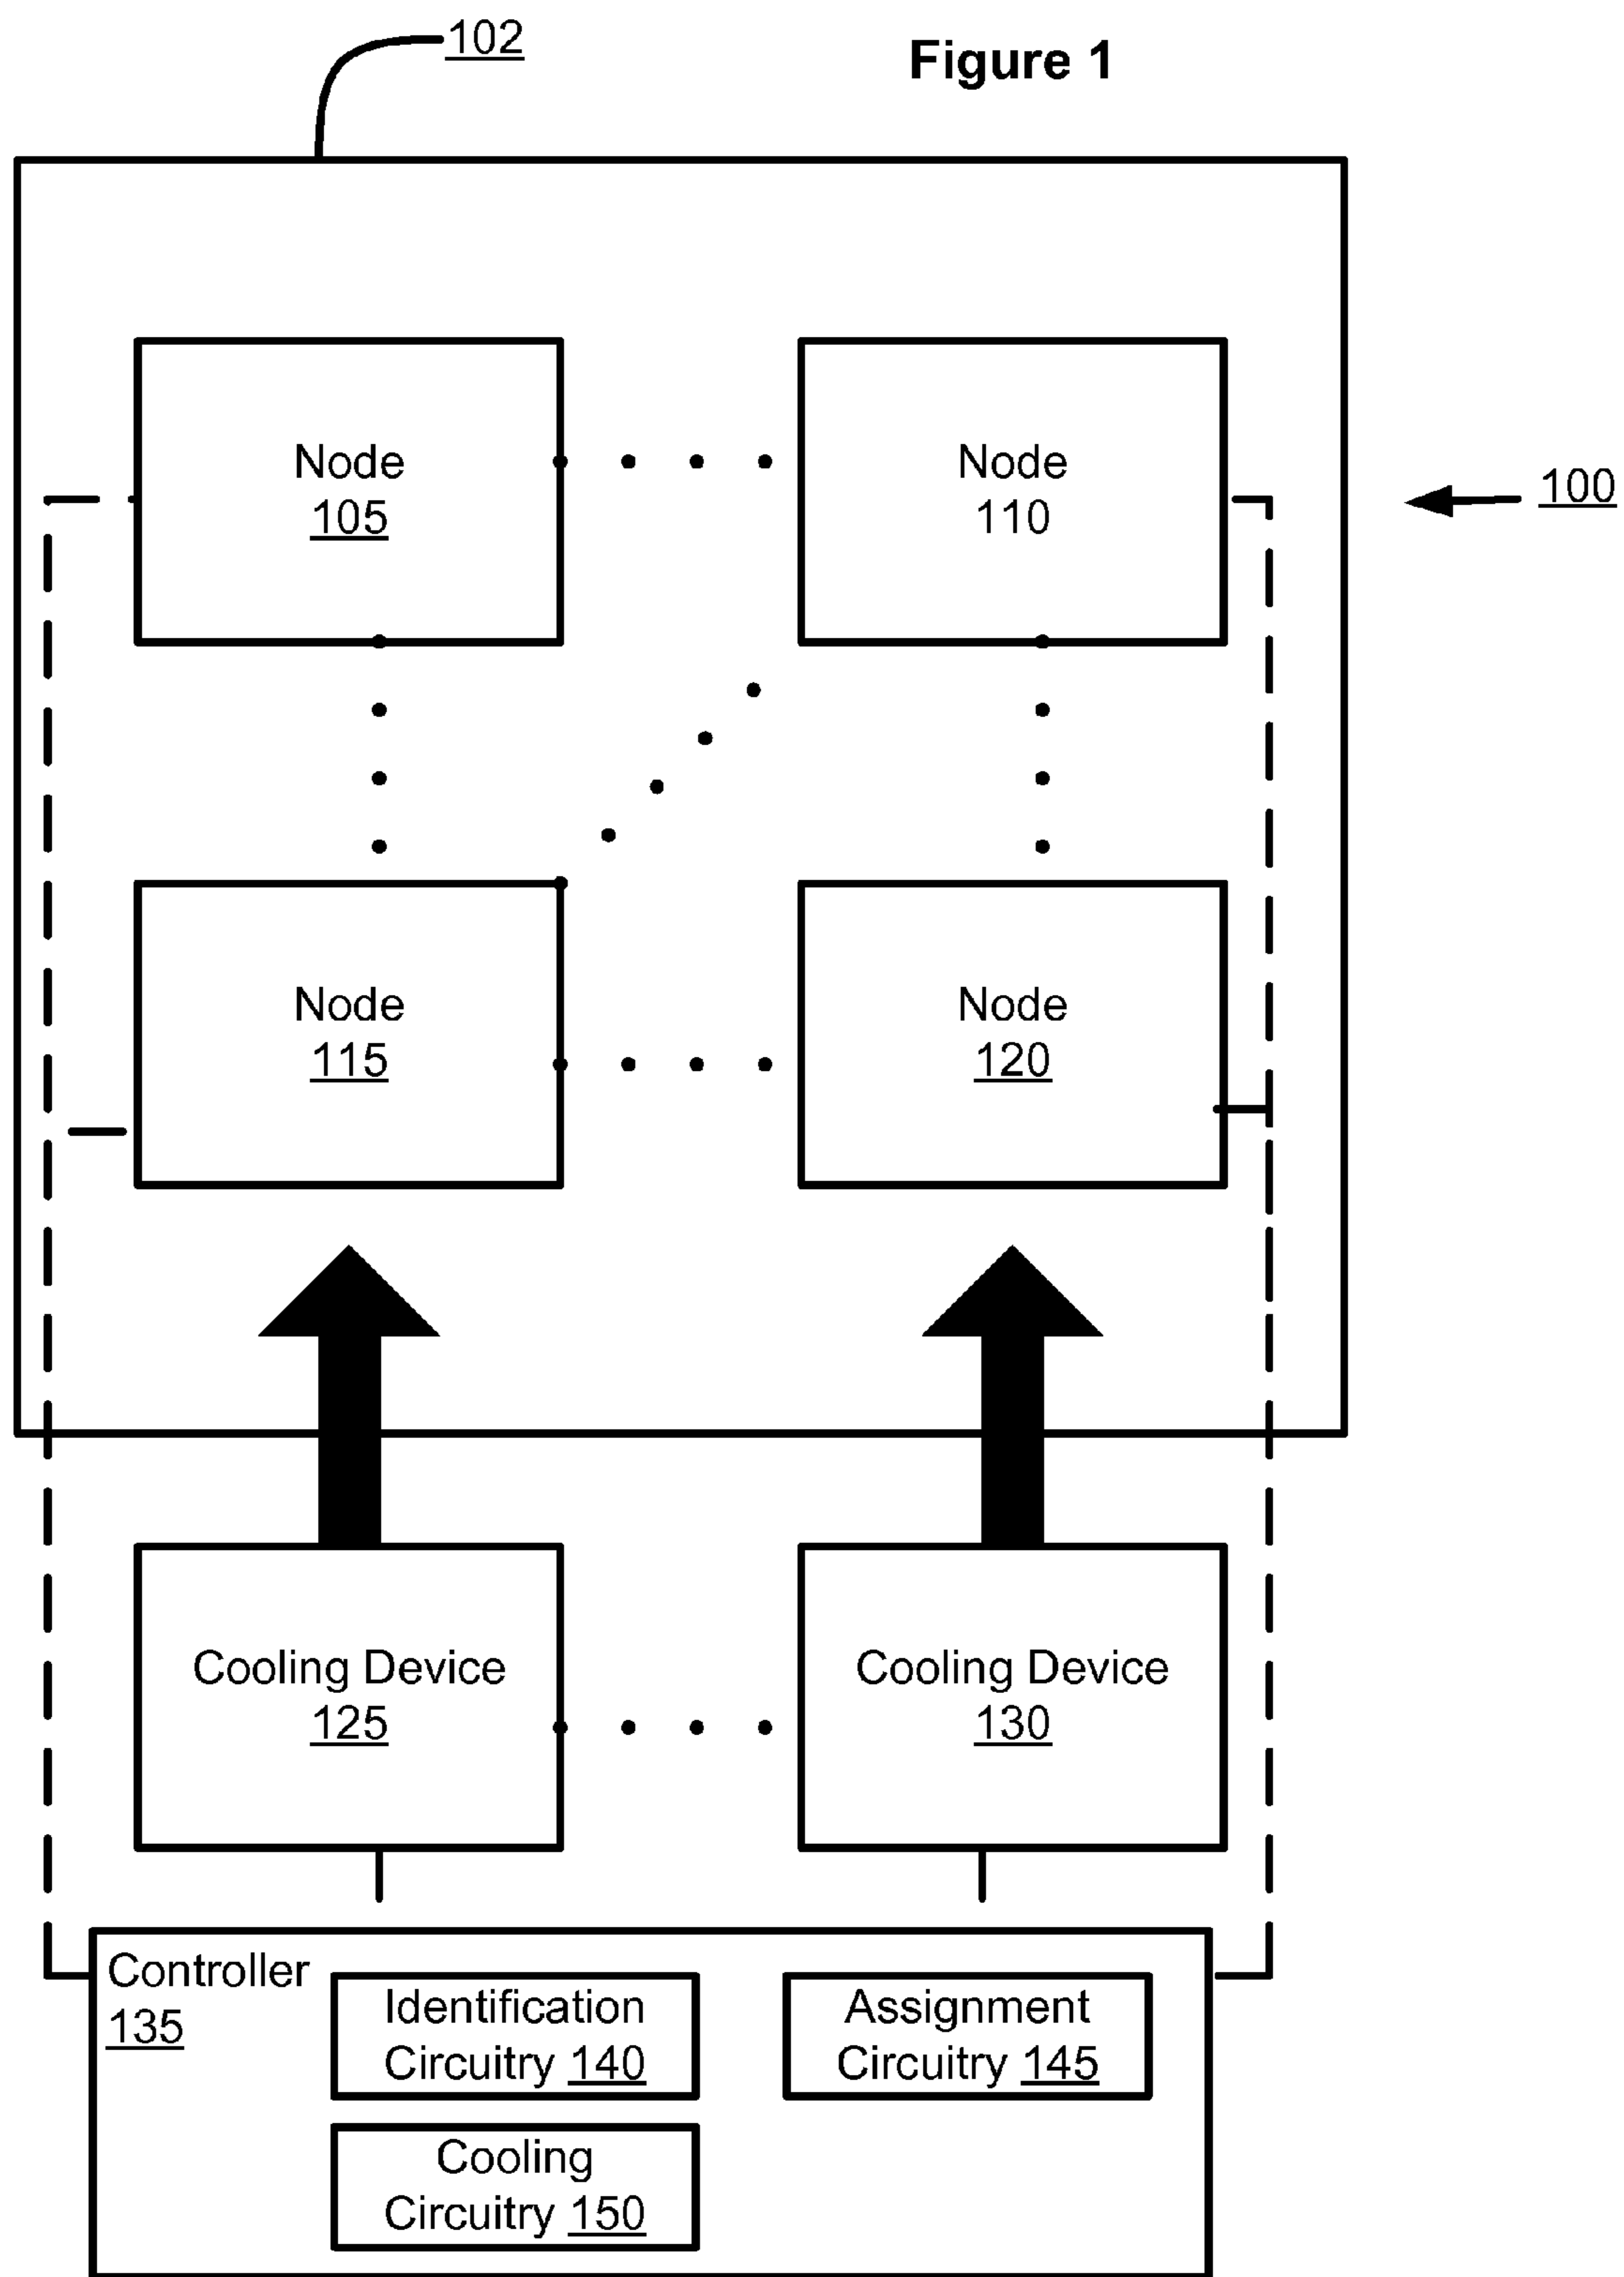 102
Figure 1
Node
105
Node
110
100
Node
115
Node
120
Cooling Device
125
Cooling Device
130
Controller
135
Identification
Circuitry 140
Assignment
Circuitry 145
Cooling
Circuitry 150